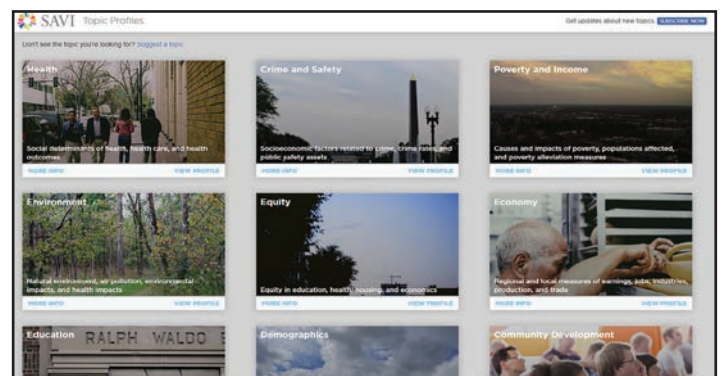 SAVI Topic Profiles
Get updates about new topics. SUBSCRIBE NOW
Don't see the topic you're looking for? Suggest a topic.
Health
Social determinants of health, health care, and health
outcomes
MORE INFO VIEW PROFILE
Crime and Safety
Socioeconomic factors related to crime, crime rates, and
public safety assets
MORE INFO VIEW PROFILE
Poverty and Income
Causes and impacts of poverty, populations affected,
and poverty alleviation measures
MORE INFO VIEW PROFILE
Environment
Natural environment, air pollution, environmental
impacts, and health impacts
MORE INFO VIEW PROFILE
Equity
Equity in education, health, housing, and economics
MORE INFO VIEW PROFILE
Economy
Regional and local measures of earnings, jobs, industries,
production, and trade
MORE INFO VIEW PROFILE
Education
RALPH WALDO
Demographics
Community Development